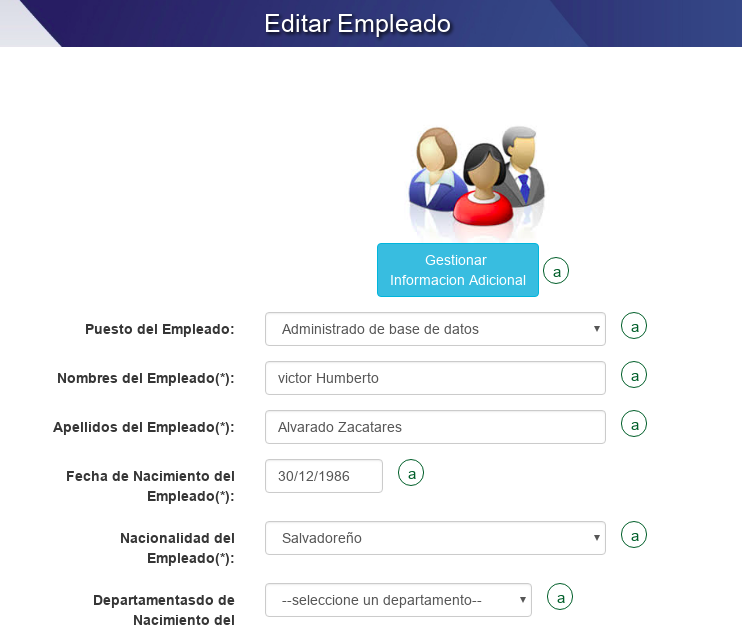 Editar Empleado
Gestionar
Informacion Adicional
a
Puesto del Empleado:
Administrado de base de datos
a
Nombres del Empleado(*):
victor Humberto
a
Apellidos del Empleado(*):
Alvarado Zacatares
a
Fecha de Nacimiento del
Empleado(*):
30/12/1986
a
Nacionalidad del
Empleado(*):
Salvadoreño
a
Departamentasdo de
Nacimiento del
--seleccione un departamento--
a